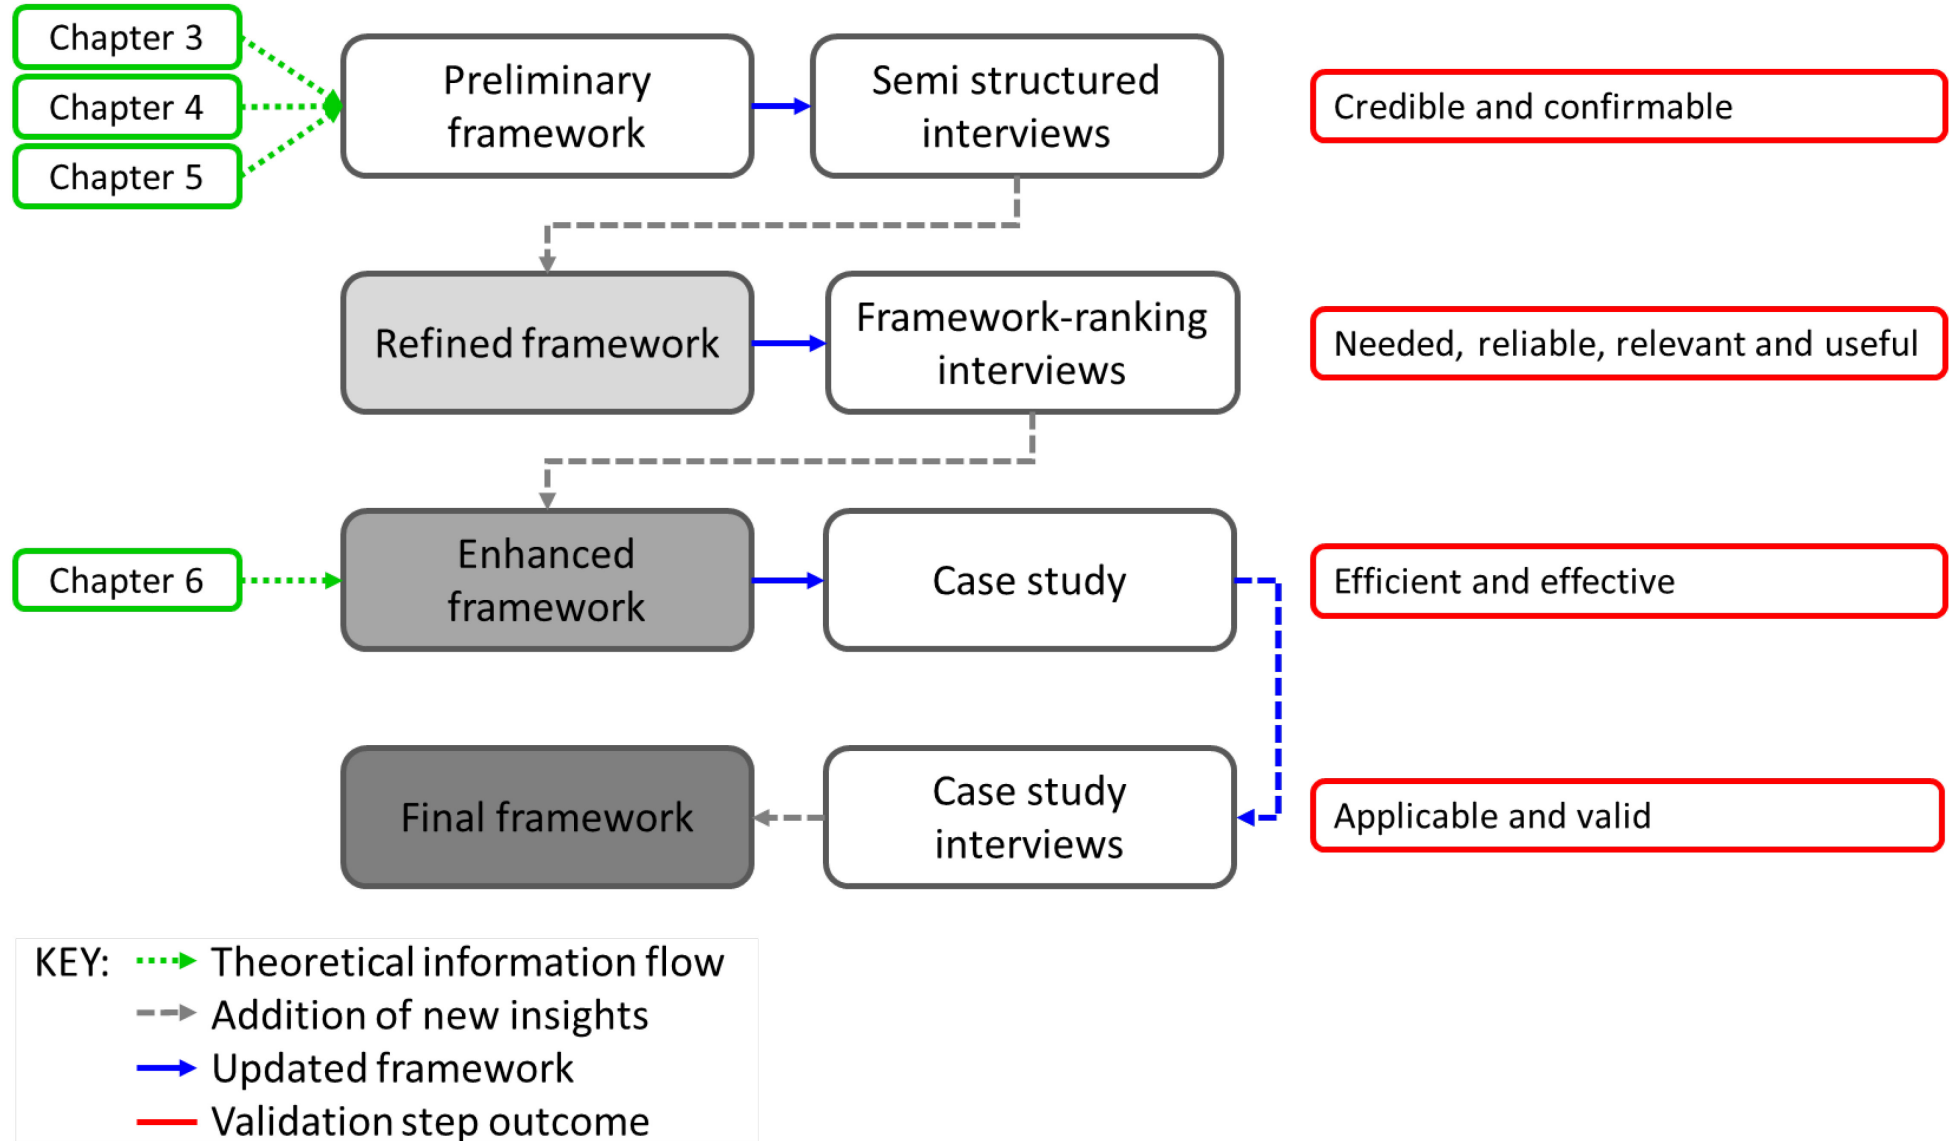 Chapter 3
Chapter 4
Chapter 5
Preliminary
framework
Semi structured
interviews
Credible and confirmable
Refined framework
Framework-ranking
interviews
Needed, reliable, relevant and useful
Chapter 6
Enhanced
framework
Case study
Efficient and effective
Final framework
Case study
interviews
Applicable and valid
KEY:
Theoretical information flow
Addition of new insights
Updated framework
Validation step outcome